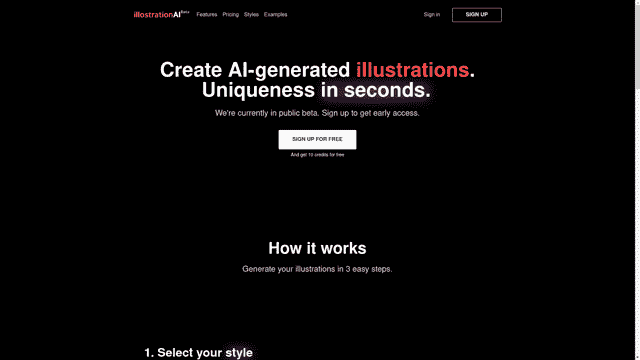 illostrationAI Beta Features Pricing Styles Examples Sign in SIGN UP
Create AI-generated illustrations.
Uniqueness in seconds.
We're currently in public beta. Sign up to get early access.
SIGN UP FOR FREE
And get 10 credits for free
How it works
Generate your illustrations in 3 easy steps.
1. Select your style